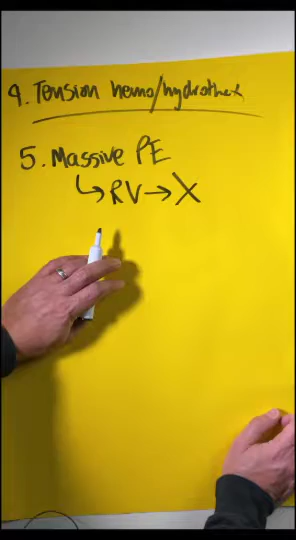 4. Tension hemo/hydrothx
5. Massive PE
↳ RV → X